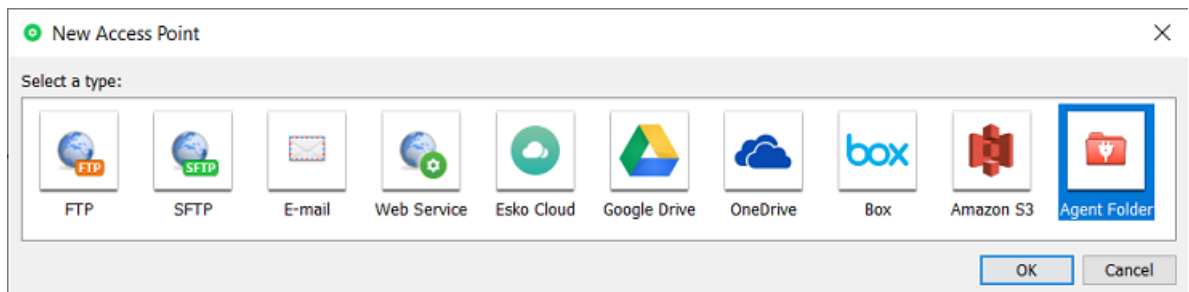 New Access Point
Select a type:
FTP
SFTP
box
FTP SFTP E-mail Web Service Esko Cloud Google Drive OneDrive Box Amazon S3 Agent Folder
OK Cancel